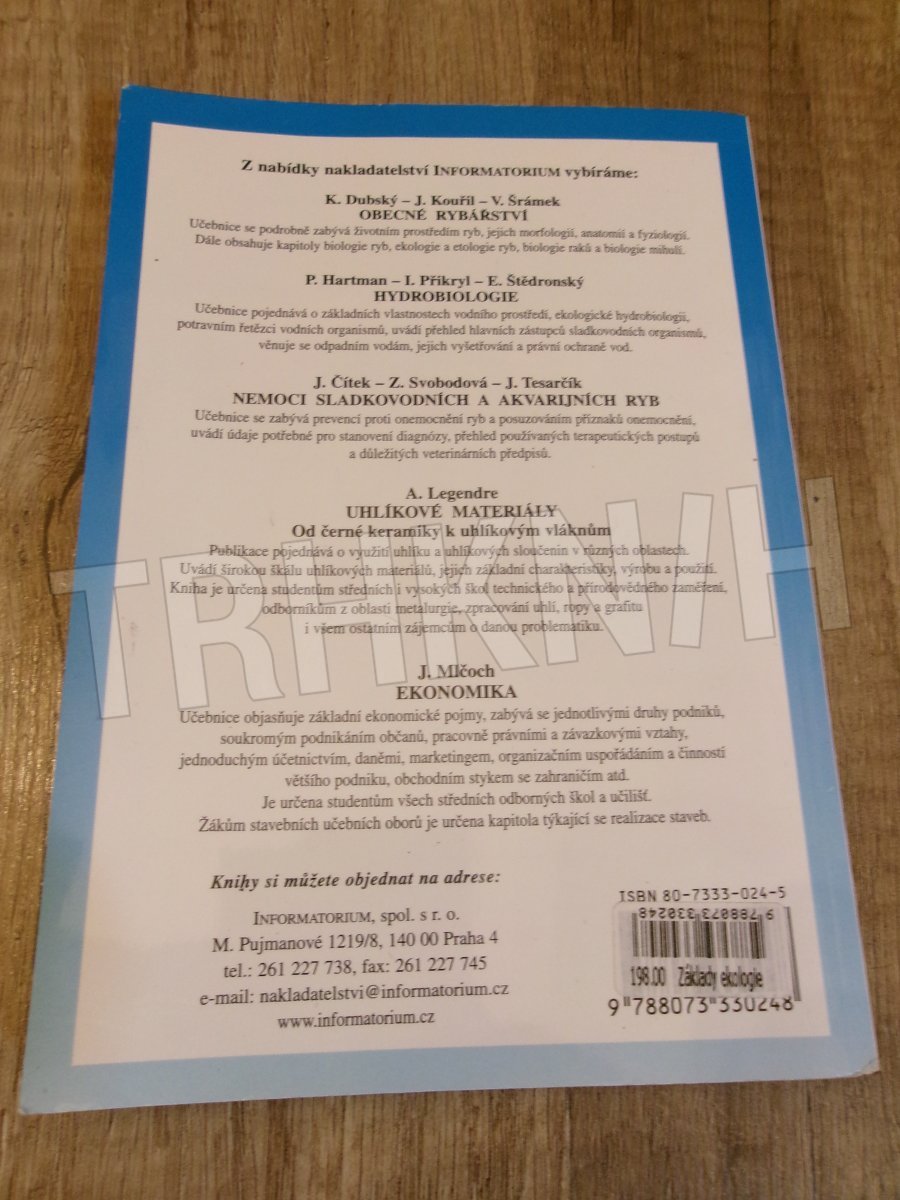 Z nabídky nakladatelství INFORMATORIUM vybíráme:
K. Dubský – J. Kouřil – V. Šrámek
OBECNÉ RYBÁŘSTVÍ
Učebnice se podrobně zabývá životním prostředím ryb, jejich morfologií, anatomií a fyziologií.
Dále obsahuje kapitoly biologie ryb, ekologie a etologie ryb, biologie raků a biologie mihulí.
P. Hartman – I. Přikryl – E. Štědronský
HYDROBIOLOGIE
Učebnice pojednává o základních vlastnostech vodního prostředí, ekologické hydrobiologii,
potravním řetězci vodních organismů, uvádí přehled hlavních zástupců sladkovodních organismů,
věnuje se odpadním vodám, jejich vyšetřování a právní ochraně vod.
J. Čítek – Z. Svobodová – J. Tesarčík
NEMOCI SLADKOVODNÍCH A AKVARIJNÍCH RYB
Učebnice se zabývá prevencí proti onemocnění ryb a posuzováním příznaků onemocnění,
uvádí údaje potřebné pro stanovení diagnózy, přehled používaných terapeutických postupů
a důležitých veterinárních předpisů.
A. Legendre
UHLÍKOVÉ MATERIÁLY
Od černé keramiky k uhlíkovým vláknům
Publikace pojednává o využití uhlíku a uhlíkových sloučenin v různých oblastech.
Uvádí širokou škálu uhlíkových materiálů, jejich základní charakteristiky, výrobu a použití.
Kniha je určena studentům středních i vysokých škol technického a přírodovědného zaměření,
odborníkům z oblasti metalurgie, zpracování uhlí, ropy a grafitu
i všem ostatním zájemcům o danou problematiku.
TRHKNIH
J. Mlčoch
EKONOMIKA
Učebnice objasňuje základní ekonomické pojmy, zabývá se jednotlivými druhy podniků,
soukromým podnikáním občanů, pracovně právními a závazkovými vztahy,
jednoduchým účetnictvím, daněmi, marketingem, organizačním uspořádáním a činností
většího podniku, obchodním stykem se zahraničím atd.
Je určena studentům všech středních odborných škol a učilišť.
Žákům stavebních učebních oborů je určena kapitola týkající se realizace staveb.
Knihy si můžete objednat na adrese:
INFORMATORIUM, spol. s r. o.
M. Pujmanové 1219/8, 140 00 Praha 4
tel.: 261 227 738, fax: 261 227 745
e-mail: nakladatelstvi@informatorium.cz
www.informatorium.cz
ISBN 80-7333-024-5
9 788073 330248
198.00 Základy ekologie
9 788073 330248